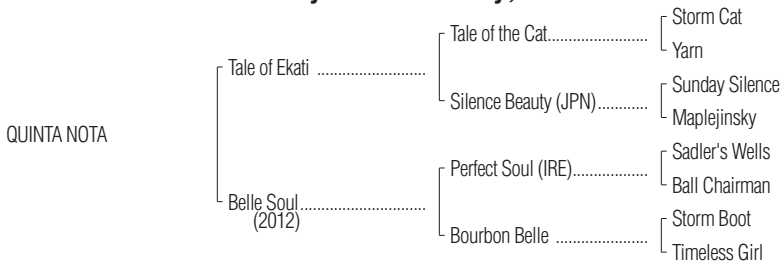 Storm Cat
Tale of the Cat......................
Yarn
Tale of Ekati ........................
Sunday Silence
Silence Beauty (JPN)...........
Maplejinsky
QUINTA NOTA
Sadler's Wells
Perfect Soul (IRE)................
Ball Chairman
Belle Soul............................
(2012)
Storm Boot
Bourbon Belle ....................
Timeless Girl